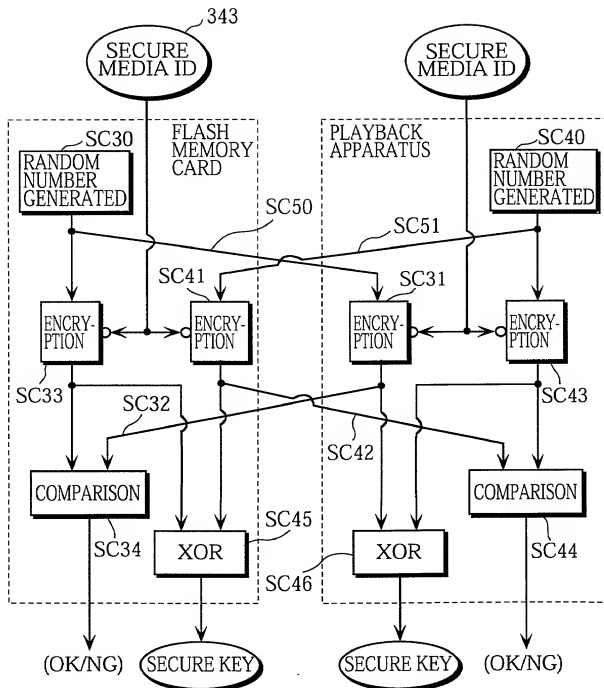 343
SECURE
MEDIA ID
SECURE
MEDIA ID
SC30
FLASH
MEMORY
CARD
RANDOM
NUMBER
GENERATED
PLAYBACK
APPARATUS
SC40
RANDOM
NUMBER
GENERATED
SC50
SC51
SC41
SC31
ENCRY-
PTION
ENCRY-
PTION
ENCRY-
PTION
ENCRY-
PTION
SC33
SC32
SC43
SC42
COMPARISON
COMPARISON
SC34
SC45
XOR
SC46
XOR
SC44
(OK/NG)
SECURE KEY
SECURE KEY
(OK/NG)